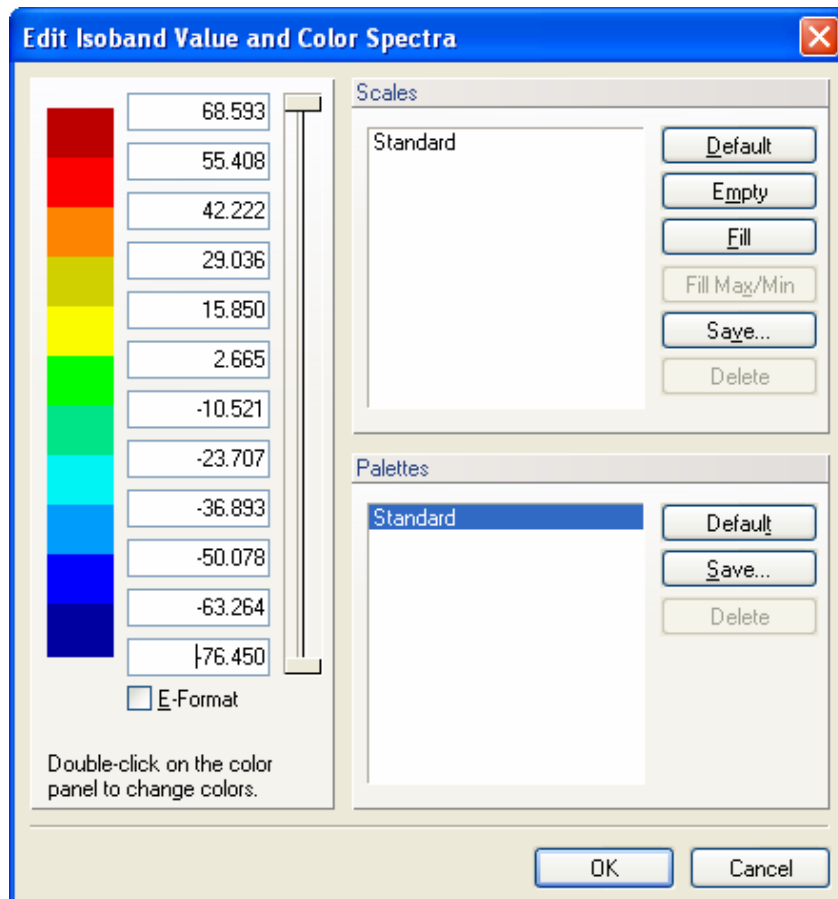 Edit Isoband Value and Color Spectra
68.593
55.408
42.222
29.036
15.850
2.665
-10.521
-23.707
-36.893
-50.078
-63.264
-76.450
E-Format
Double-click on the color
panel to change colors.
Scales
Standard
Default
Empty
Fill
Fill Max/Min
Save...
Delete
Palettes
Standard
Default
Save...
Delete
OK
Cancel